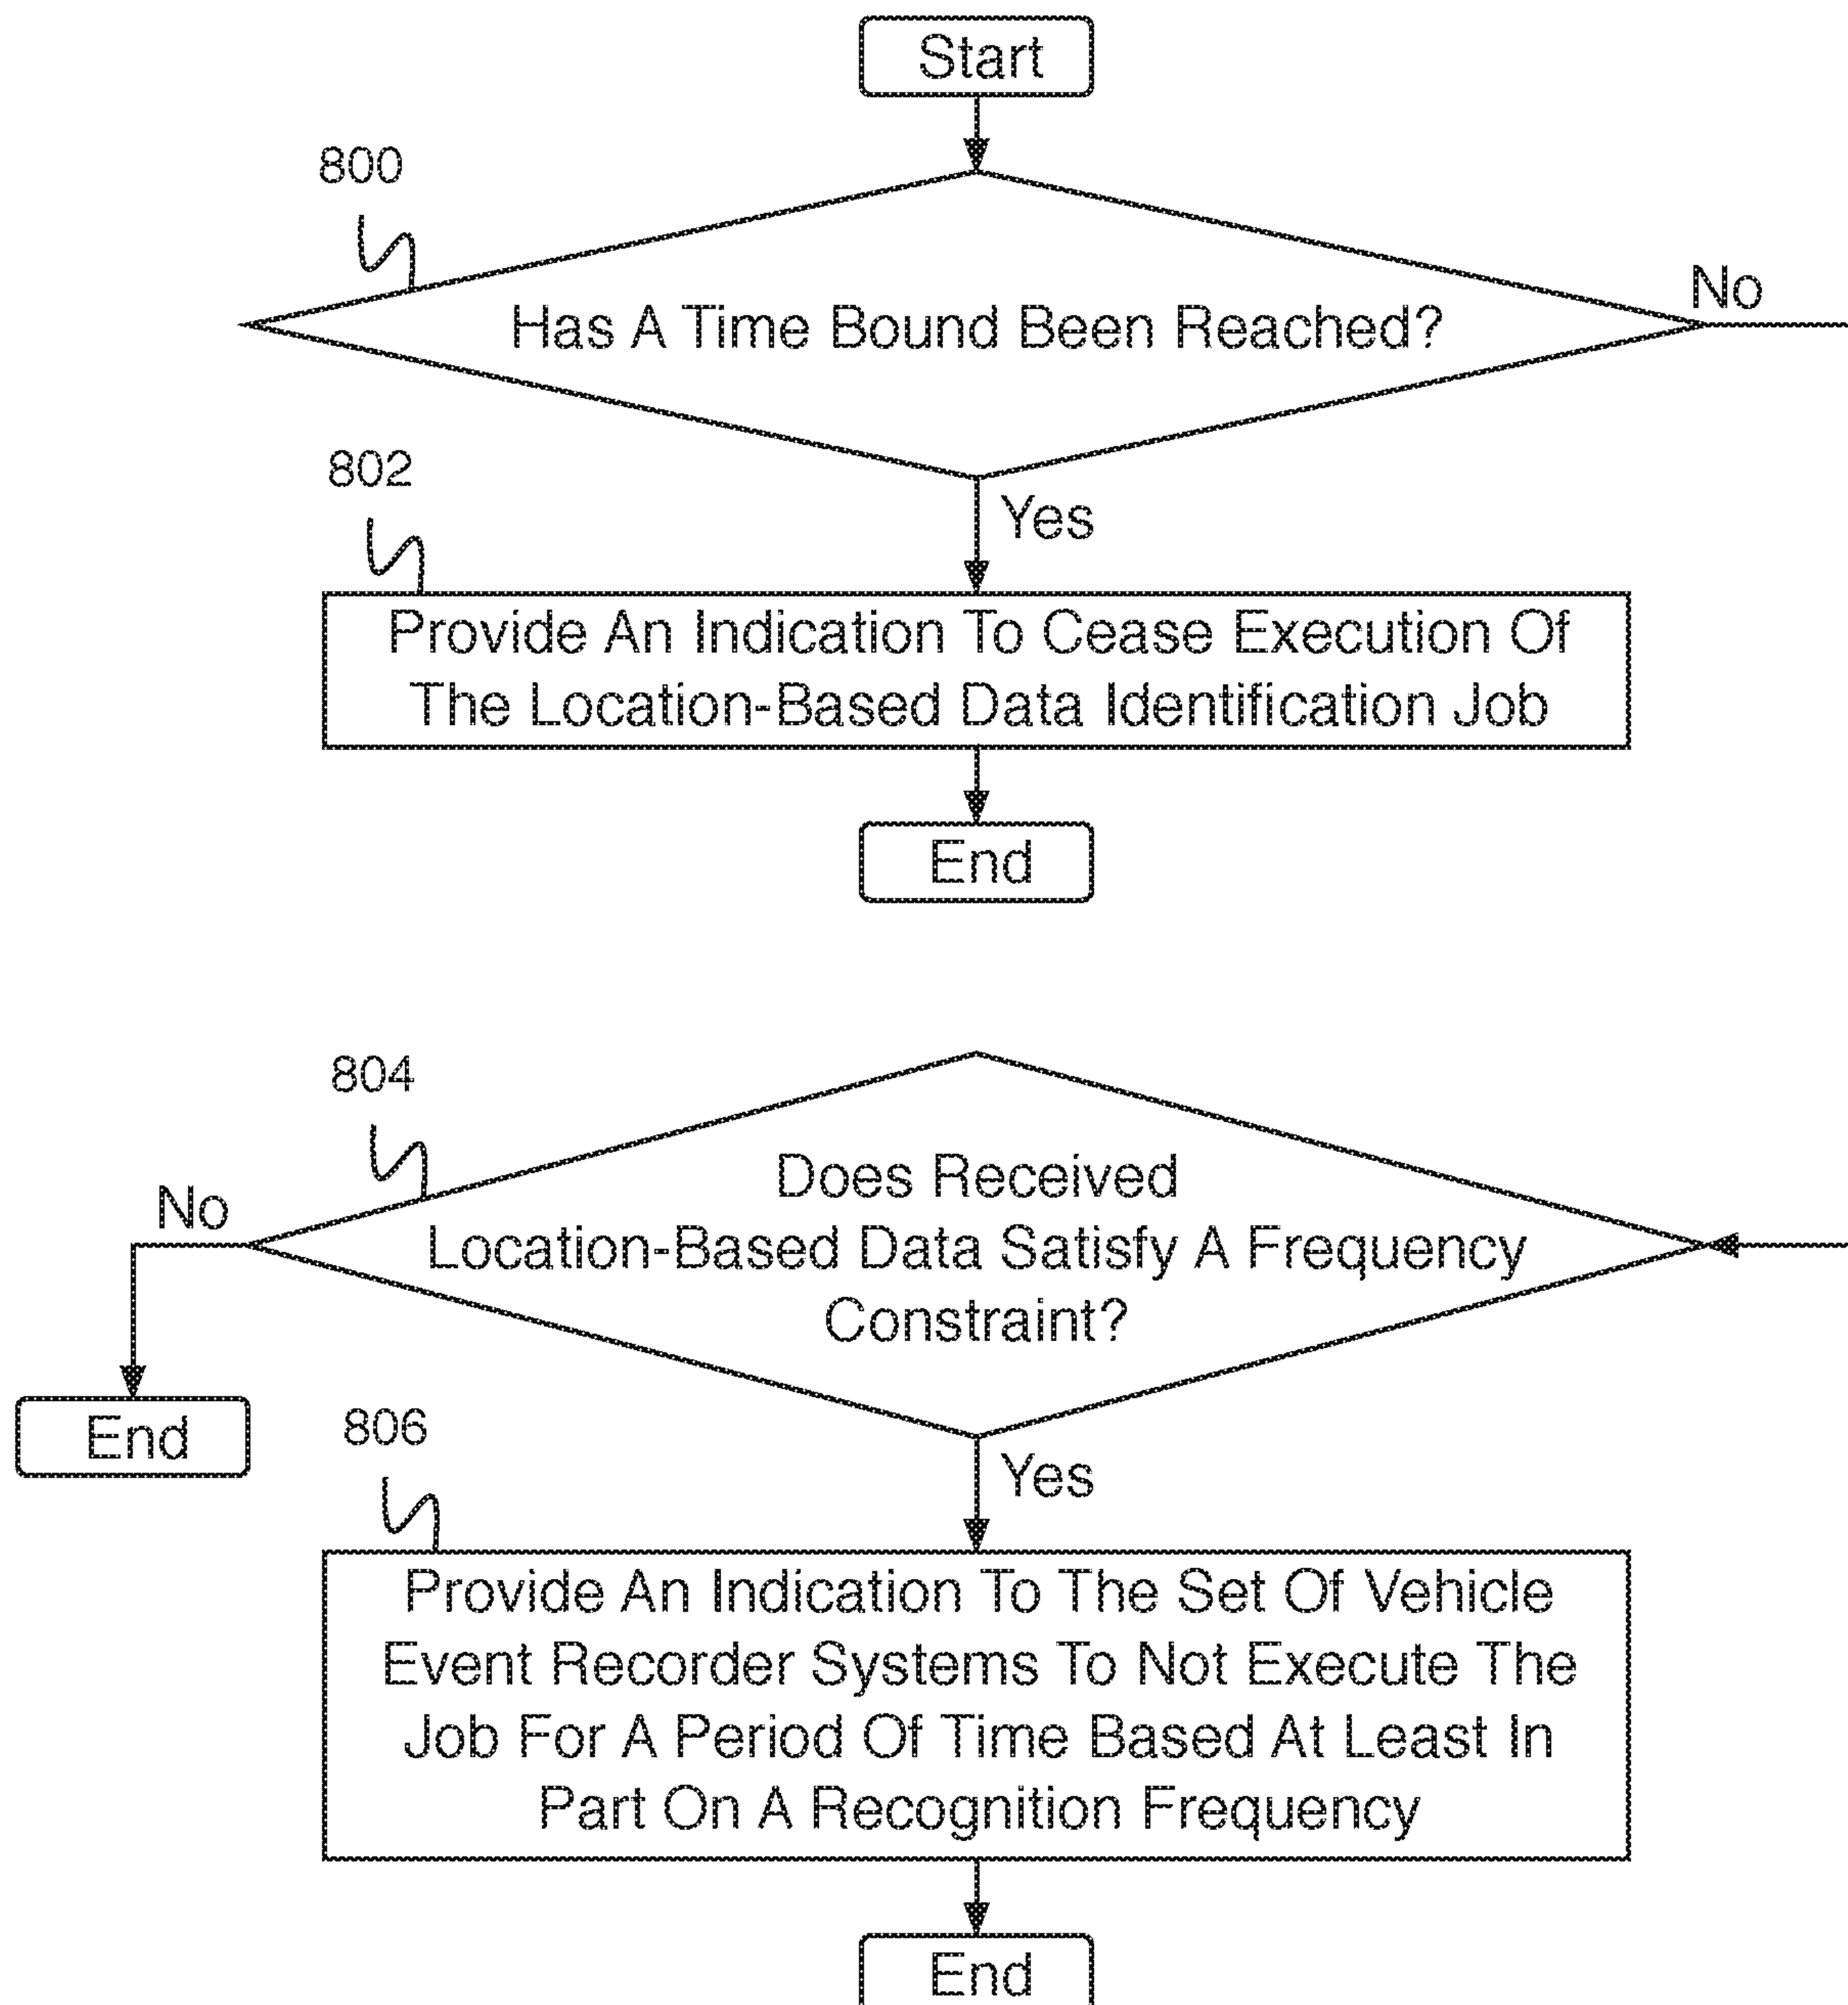 Start
800
Has A Time Bound Been Reached?
No
802
Yes
Provide An Indication To Cease Execution Of
The Location-Based Data Identification Job
End
804
No
Does Received
Location-Based Data Satisfy A Frequency
Constraint?
End
806
Yes
Provide An Indication To The Set Of Vehicle
Event Recorder Systems To Not Execute The
Job For A Period Of Time Based At Least In
Part On A Recognition Frequency
End